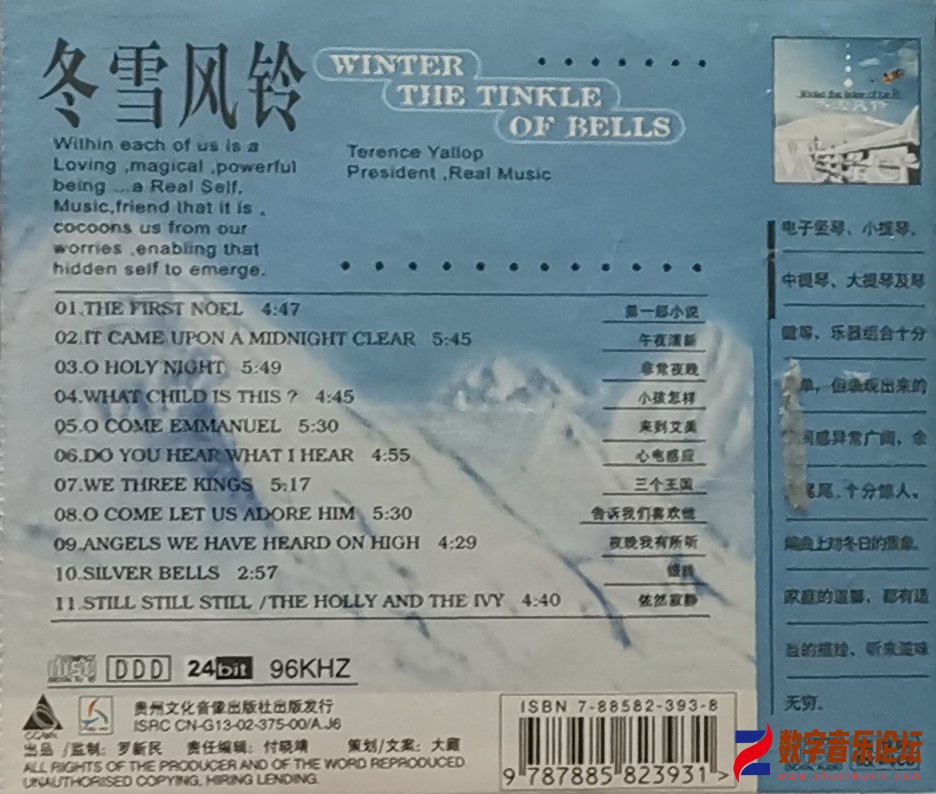 冬雪风铃
WINTER
THE TINKLE
OF BELLS
Within each of us is a
Loving ,magical ,powerful
being ...a Real Self,
Music,friend that it is ,
cocoons us from our
worries ,enabling that
hidden self to emerge.
Terence Yallop
President ,Real Music
01.THE FIRST NOEL 4:47 第一部小说
02.IT CAME UPON A MIDNIGHT CLEAR 5:45 午夜清新
03.O HOLY NIGHT 5:49 非常夜晚
04.WHAT CHILD IS THIS ? 4:45 小孩怎样
05.O COME EMMANUEL 5:30 来到艾美
06.DO YOU HEAR WHAT I HEAR 4:55 心电感应
07.WE THREE KINGS 5:17 三个王国
08.O COME LET US ADORE HIM 5:30 告诉我们喜欢他
09.ANGELS WE HAVE HEARD ON HIGH 4:29 夜晚我有所听
10.SILVER BELLS 2:57
11.STILL STILL STILL /THE HOLLY AND THE IVY 4:40 依然寂静
电子竖琴、小提琴、
中提琴、大提琴及琴
键等、乐器组合十分
单,但表现出来的
间感异常广阔,余
尾、十分惊人。
编曲上对冬日的景象、
家庭的温馨、都有适
当的描绘、听来滋味
无穷。
DDD 24bit 96KHZ
贵州文化音像出版社出版发行
ISRC CN-G13-02-375-00/A.J6
出品/监制:罗新民 责任编辑:付晓靖 策划/文案:大庭
ALL RIGHTS OF THE PRODUCER AND OF THE WORD REPRODUCED
UNAUTHORISED COPYING, HIRING LENDING.
ISBN 7-88582-393-8
9 787885 823931 >
数字音乐论坛